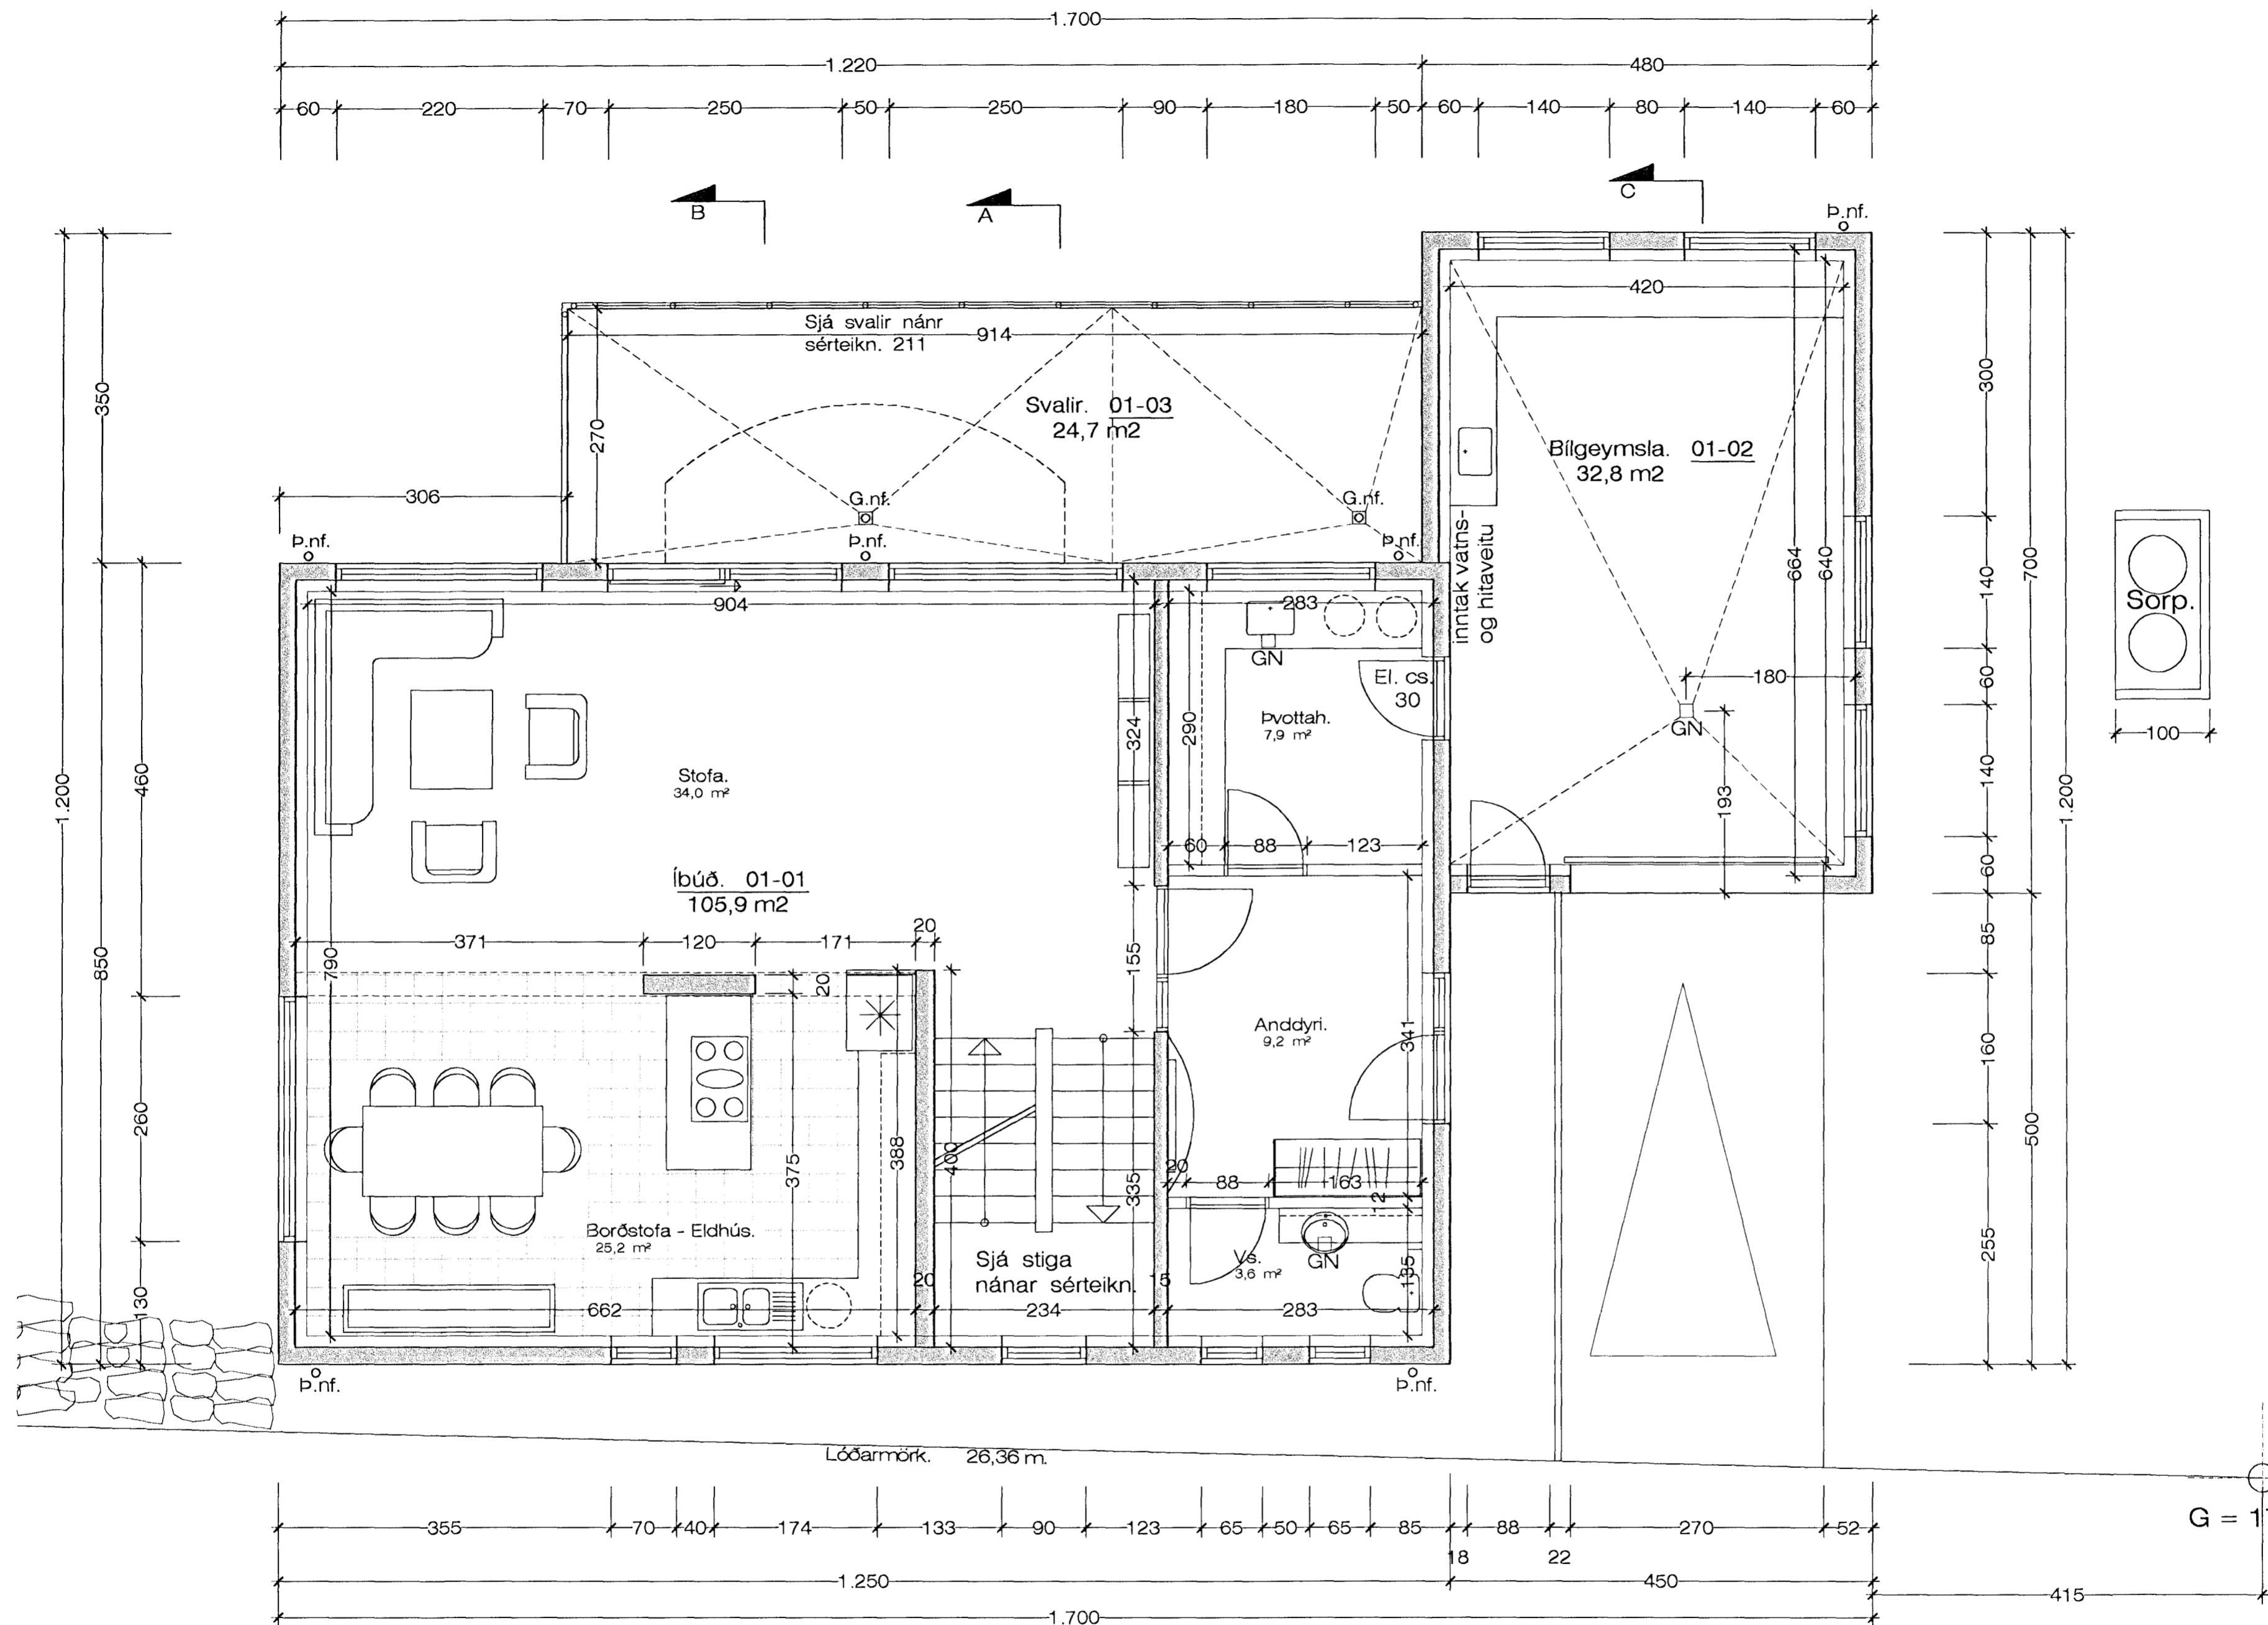 1.700
1.220 480
60 220 70 250 50 250 90 180 50 60 140 80 140 60
B A C
Þ.nf.
420
Sjá svalir nánr
sérteikn. 211
914
Svalir. 01-03
24,7 m2
270
306
G.nf. G.nf.
Þ.nf. Þ.nf. Þ.nf.
Bílgeymsla. 01-02
32,8 m2
inntak vatns-
og hitaveitu
664
640
180
GN
193
350
460
260
130
850
1.200
300
140
60
140
60
85
160
255
700
500
1.200
Sorp.
100
904 283
GN
El. cs.
30
Þvottah.
7,9 m²
290
324
60 88 123
Stofa.
34,0 m²
Íbúð. 01-01
105,9 m2
371 120 171 20
790
20
155
Anddyri.
9,2 m²
341
388
375
400
335
20 88 163
12
Borðstofa - Eldhús.
25,2 m²
Sjá stiga
nánar sérteikn.
Vs.
3,6 m²
GN
135
20 15
662 234 283
Þ.nf. Þ.nf.
Lóðarmörk. 26,36 m.
355 70 40 174 133 90 123 65 50 65 85 88 270 52
18 22
G = 1
1.250 450
415
1.700